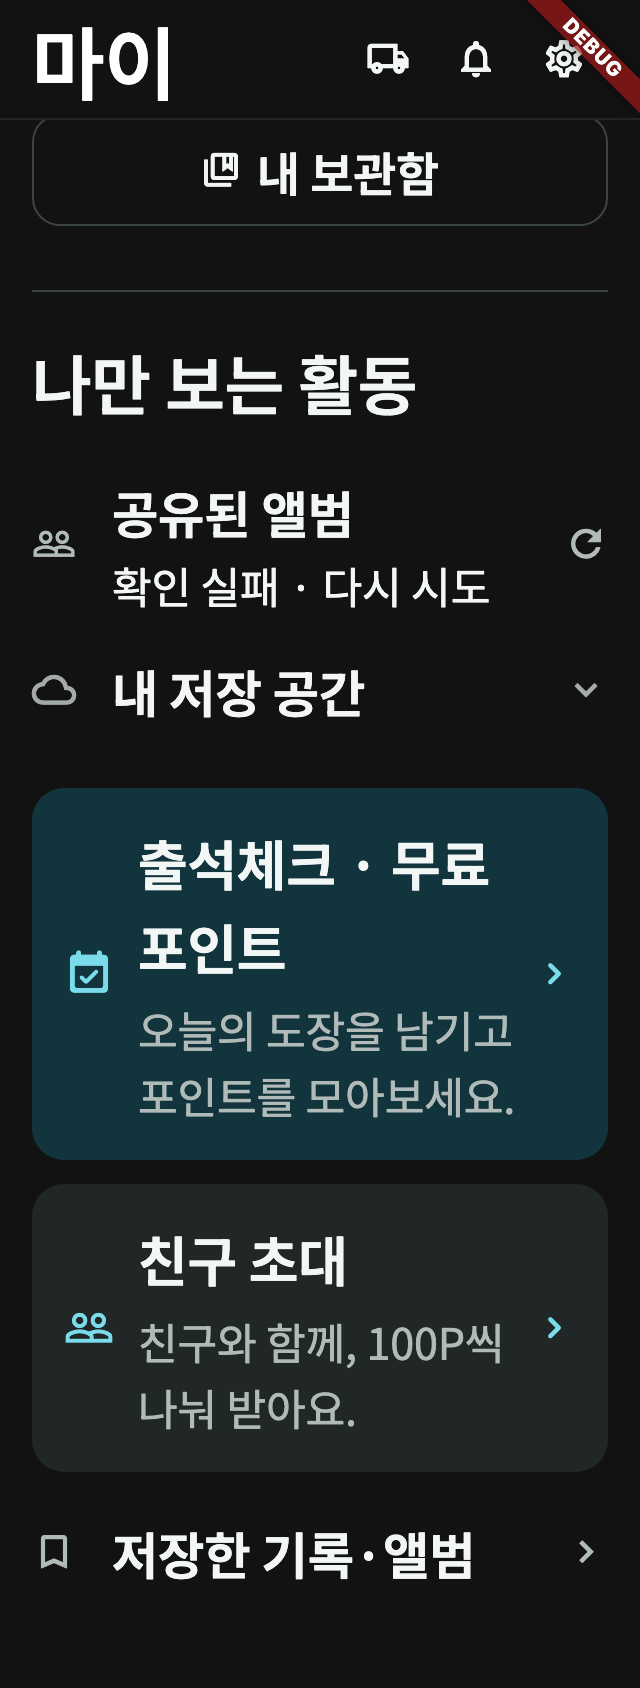 마이
DEBUG
내 보관함
나만 보는 활동
공유된 앨범
확인 실패 · 다시 시도
내 저장 공간
출석체크 · 무료
포인트
오늘의 도장을 남기고
포인트를 모아보세요.
친구 초대
친구와 함께, 100P씩
나눠 받아요.
저장한 기록·앨범